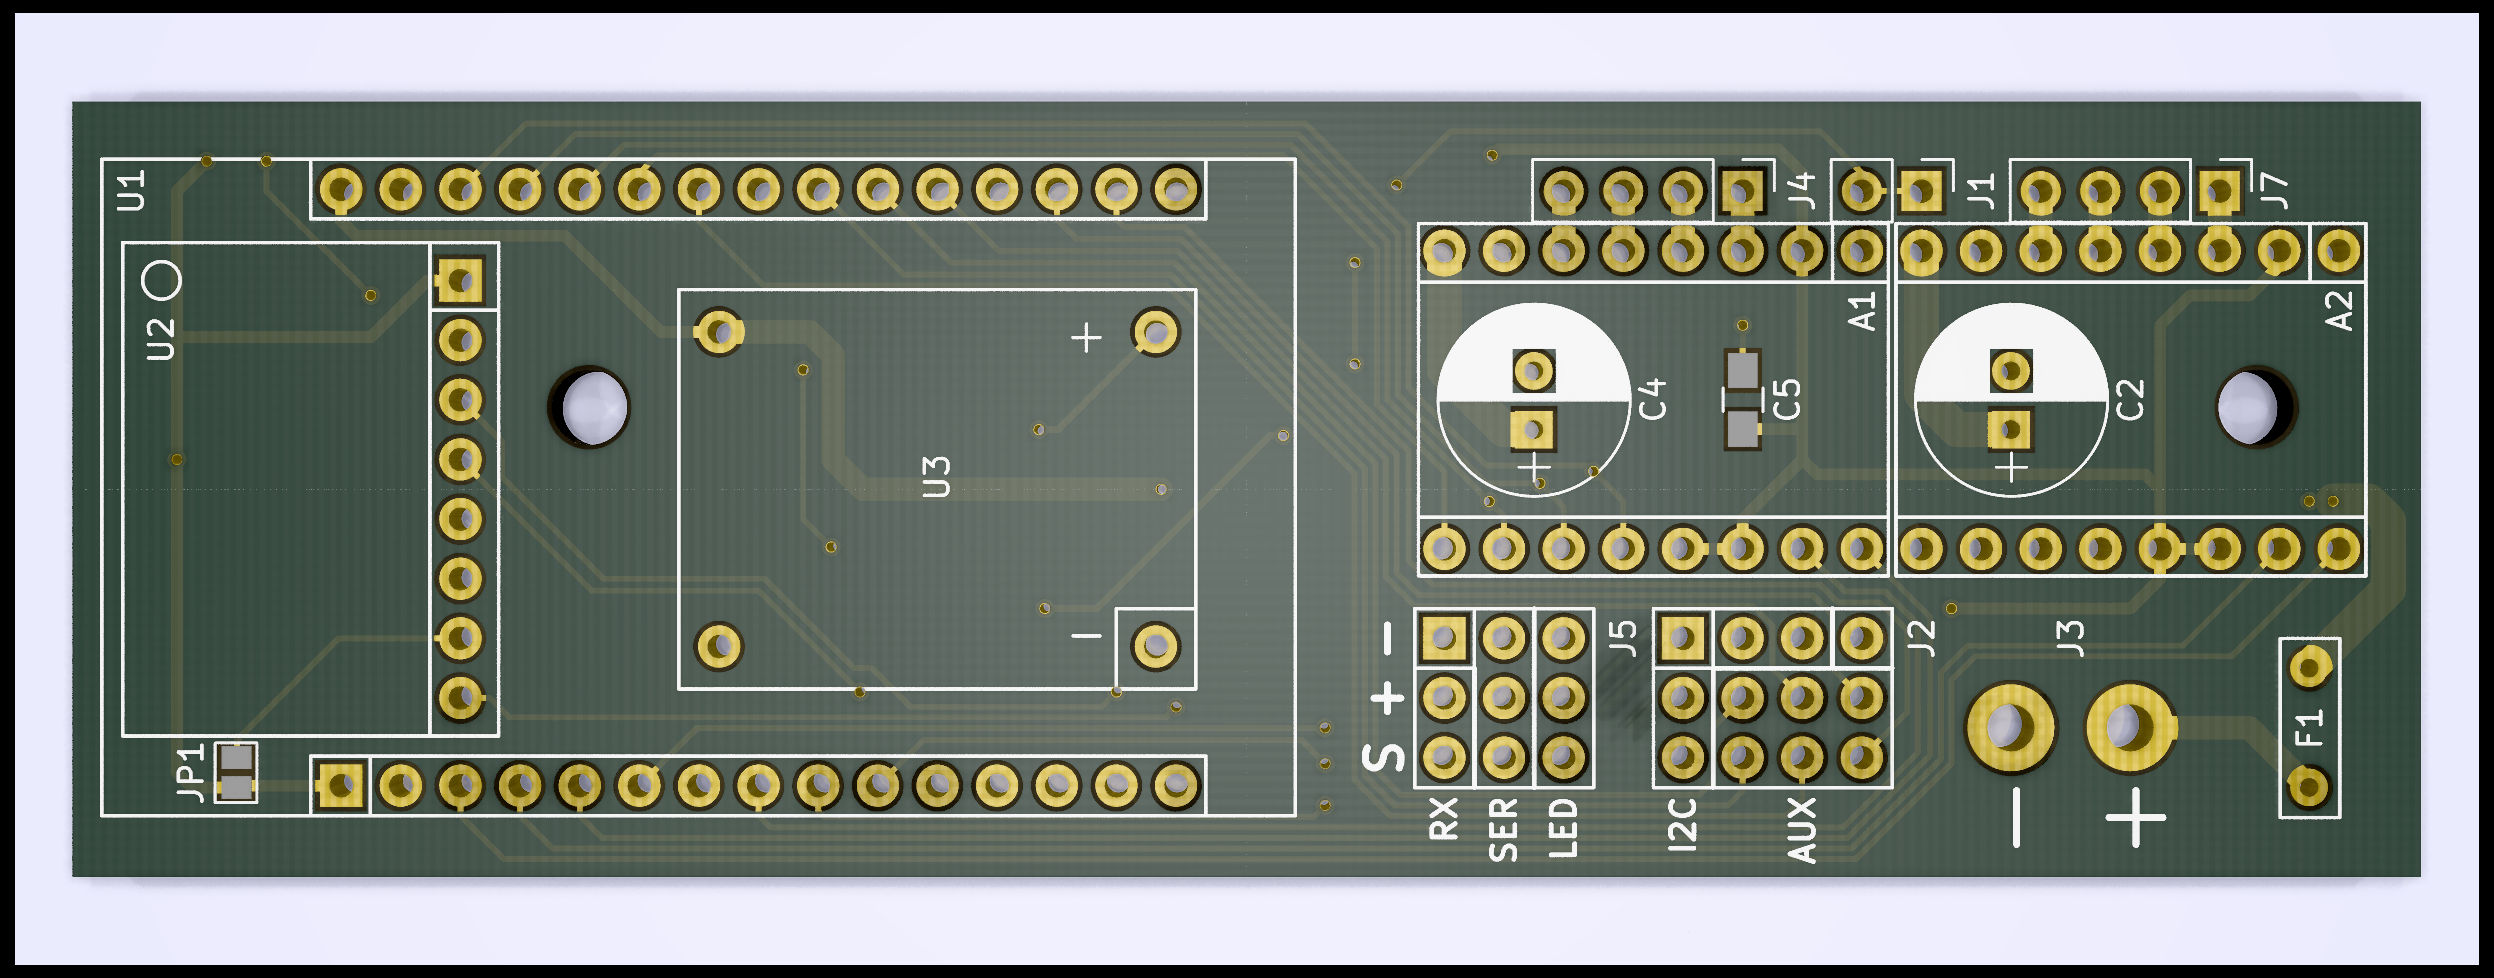 U1
U2
JP1
U3
+
−
J4
J1
J7
A1
A2
C4
C5
C2
+
+
J5
J2
J3
F1
−
+
S
RX
SER
LED
I2C
AUX
−
+